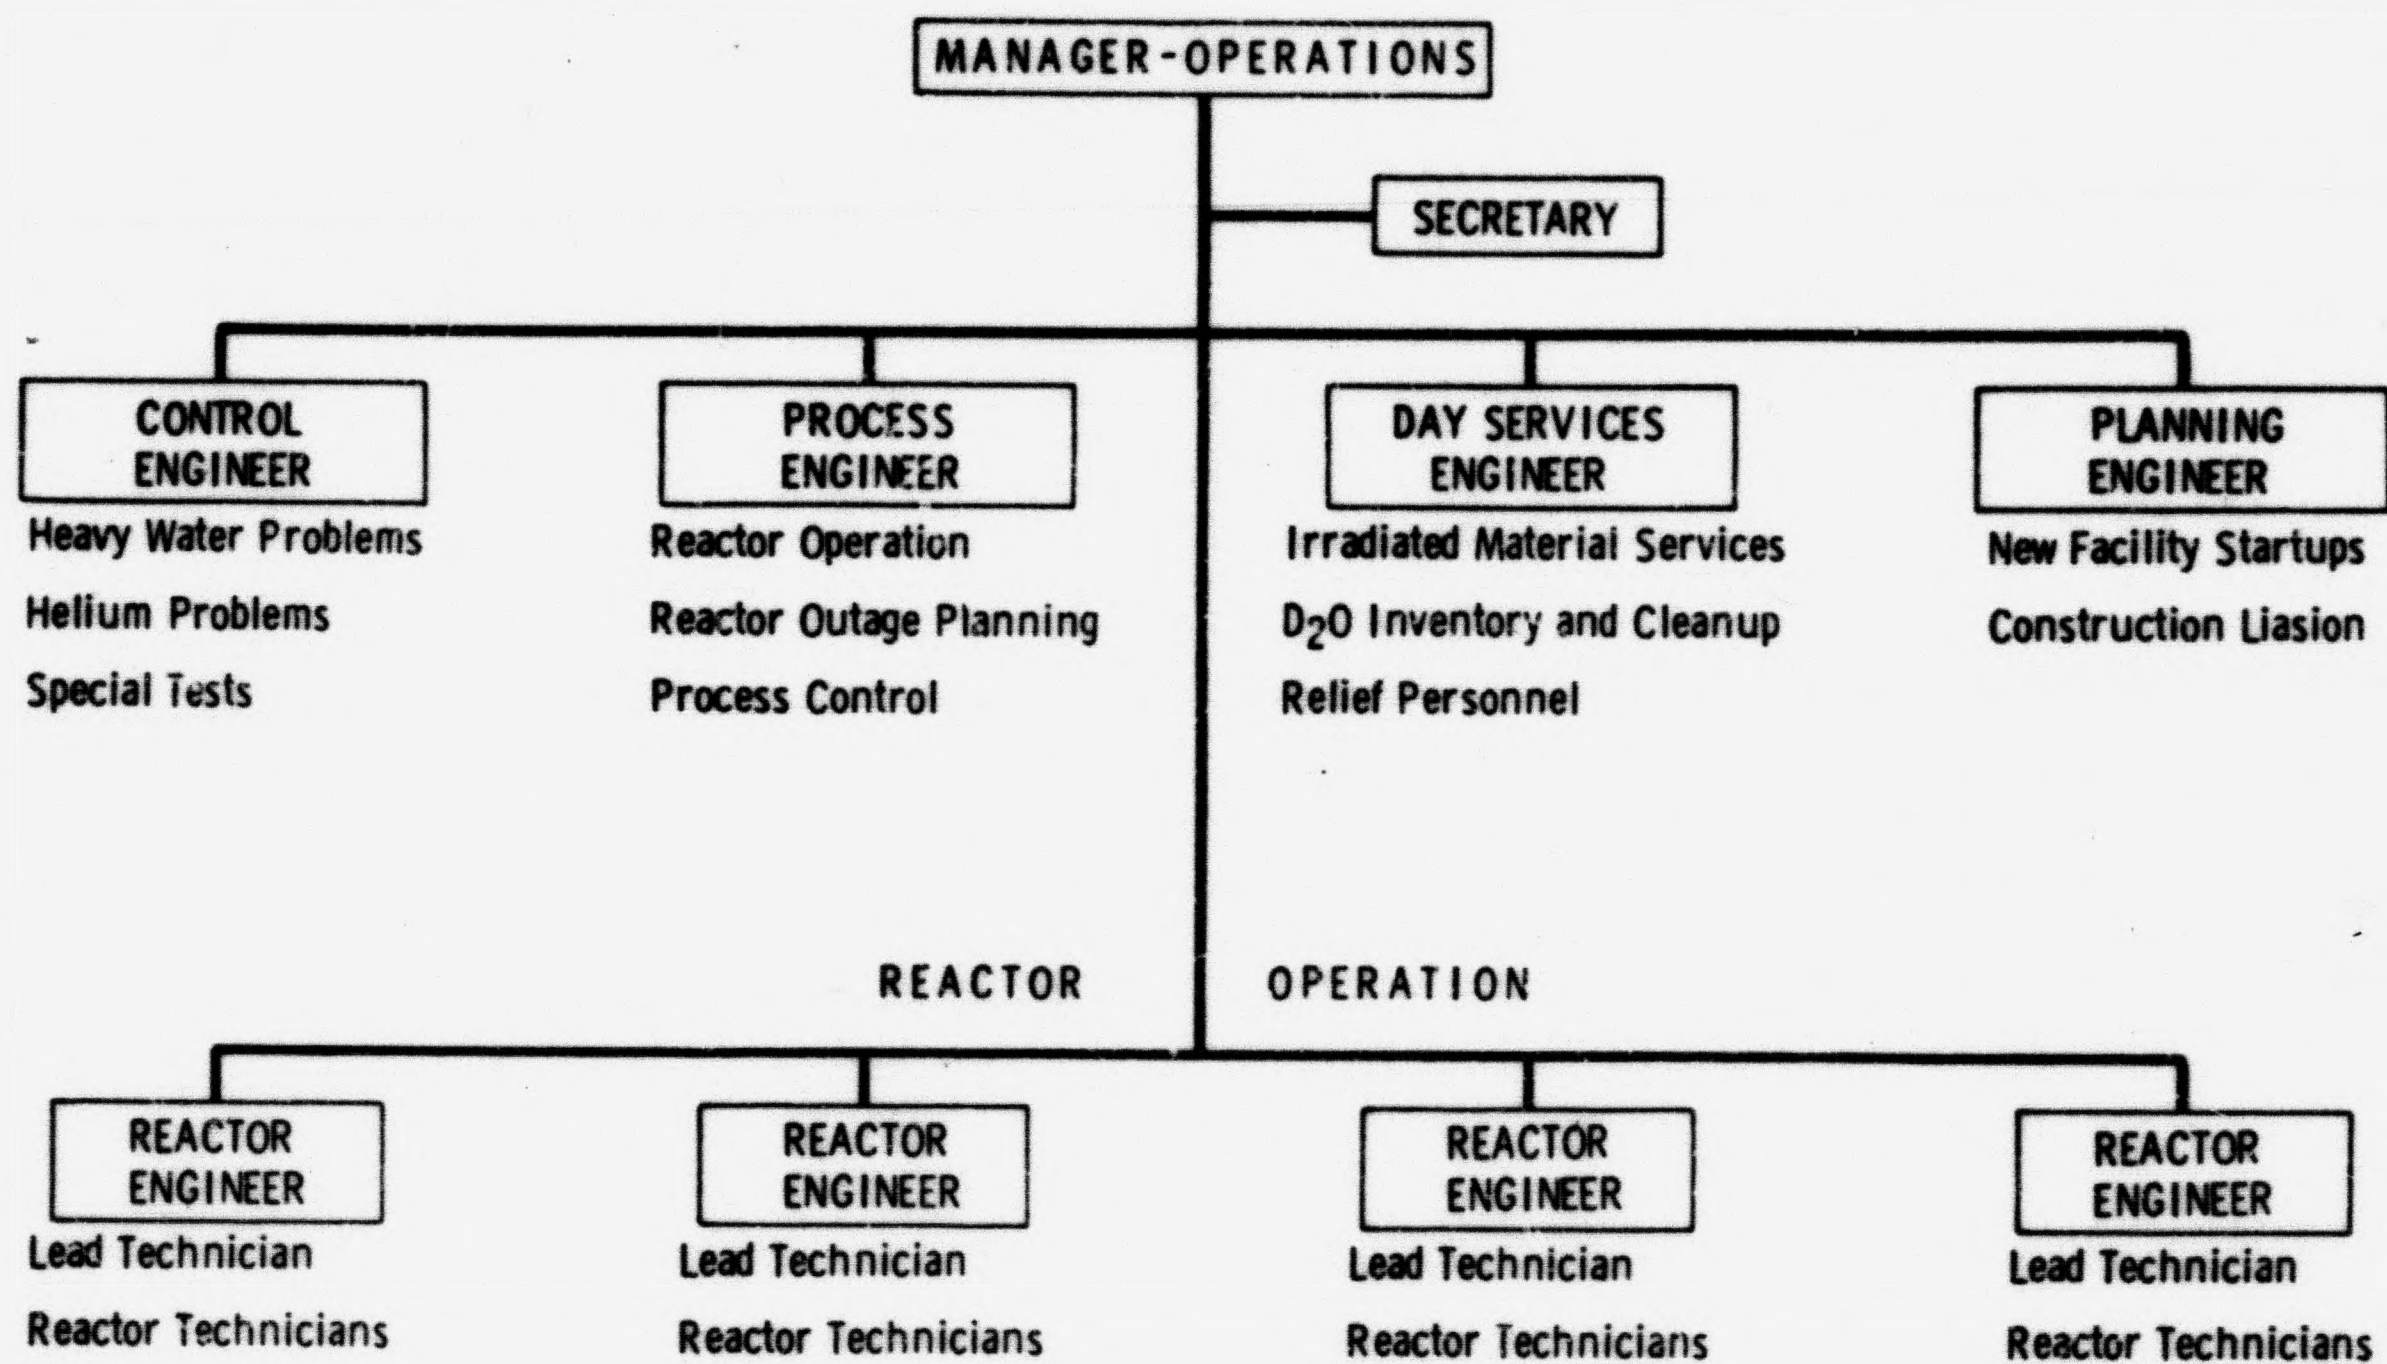 MANAGER-OPERATIONS
SECRETARY
CONTROL
ENGINEER
Heavy Water Problems
Helium Problems
Special Tests
PROCESS
ENGINEER
Reactor Operation
Reactor Outage Planning
Process Control
DAY SERVICES
ENGINEER
Irradiated Material Services
D₂O Inventory and Cleanup
Relief Personnel
PLANNING
ENGINEER
New Facility Startups
Construction Liasion
REACTOR OPERATION
REACTOR
ENGINEER
Lead Technician
Reactor Technicians
REACTOR
ENGINEER
Lead Technician
Reactor Technicians
REACTOR
ENGINEER
Lead Technician
Reactor Technicians
REACTOR
ENGINEER
Lead Technician
Reactor Technicians